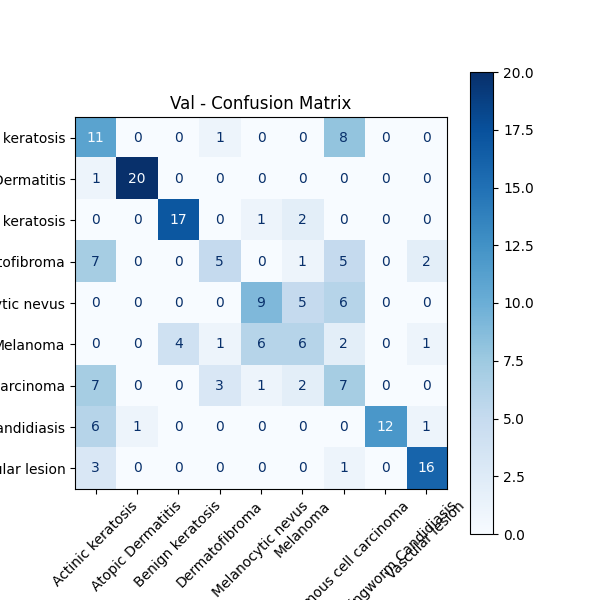 Val - Confusion Matrix
keratosis 11 0 0 1 0 0 8 0 0
Dermatitis 1 20 0 0 0 0 0 0 0
keratosis 0 0 17 0 1 2 0 0 0
tofibroma 7 0 0 5 0 1 5 0 2
ytic nevus 0 0 0 0 9 5 6 0 0
Melanoma 0 0 4 1 6 6 2 0 1
arcinoma 7 0 0 3 1 2 7 0 0
andidiasis 6 1 0 0 0 0 0 12 1
ular lesion 3 0 0 0 0 0 1 0 16
Actinic keratosis
Atopic Dermatitis
Benign keratosis
Dermatofibroma
Melanocytic nevus
Melanoma
mous cell carcinoma
ngworm Candidiasis
Vascular lesion
20.0
17.5
15.0
12.5
10.0
7.5
5.0
2.5
0.0